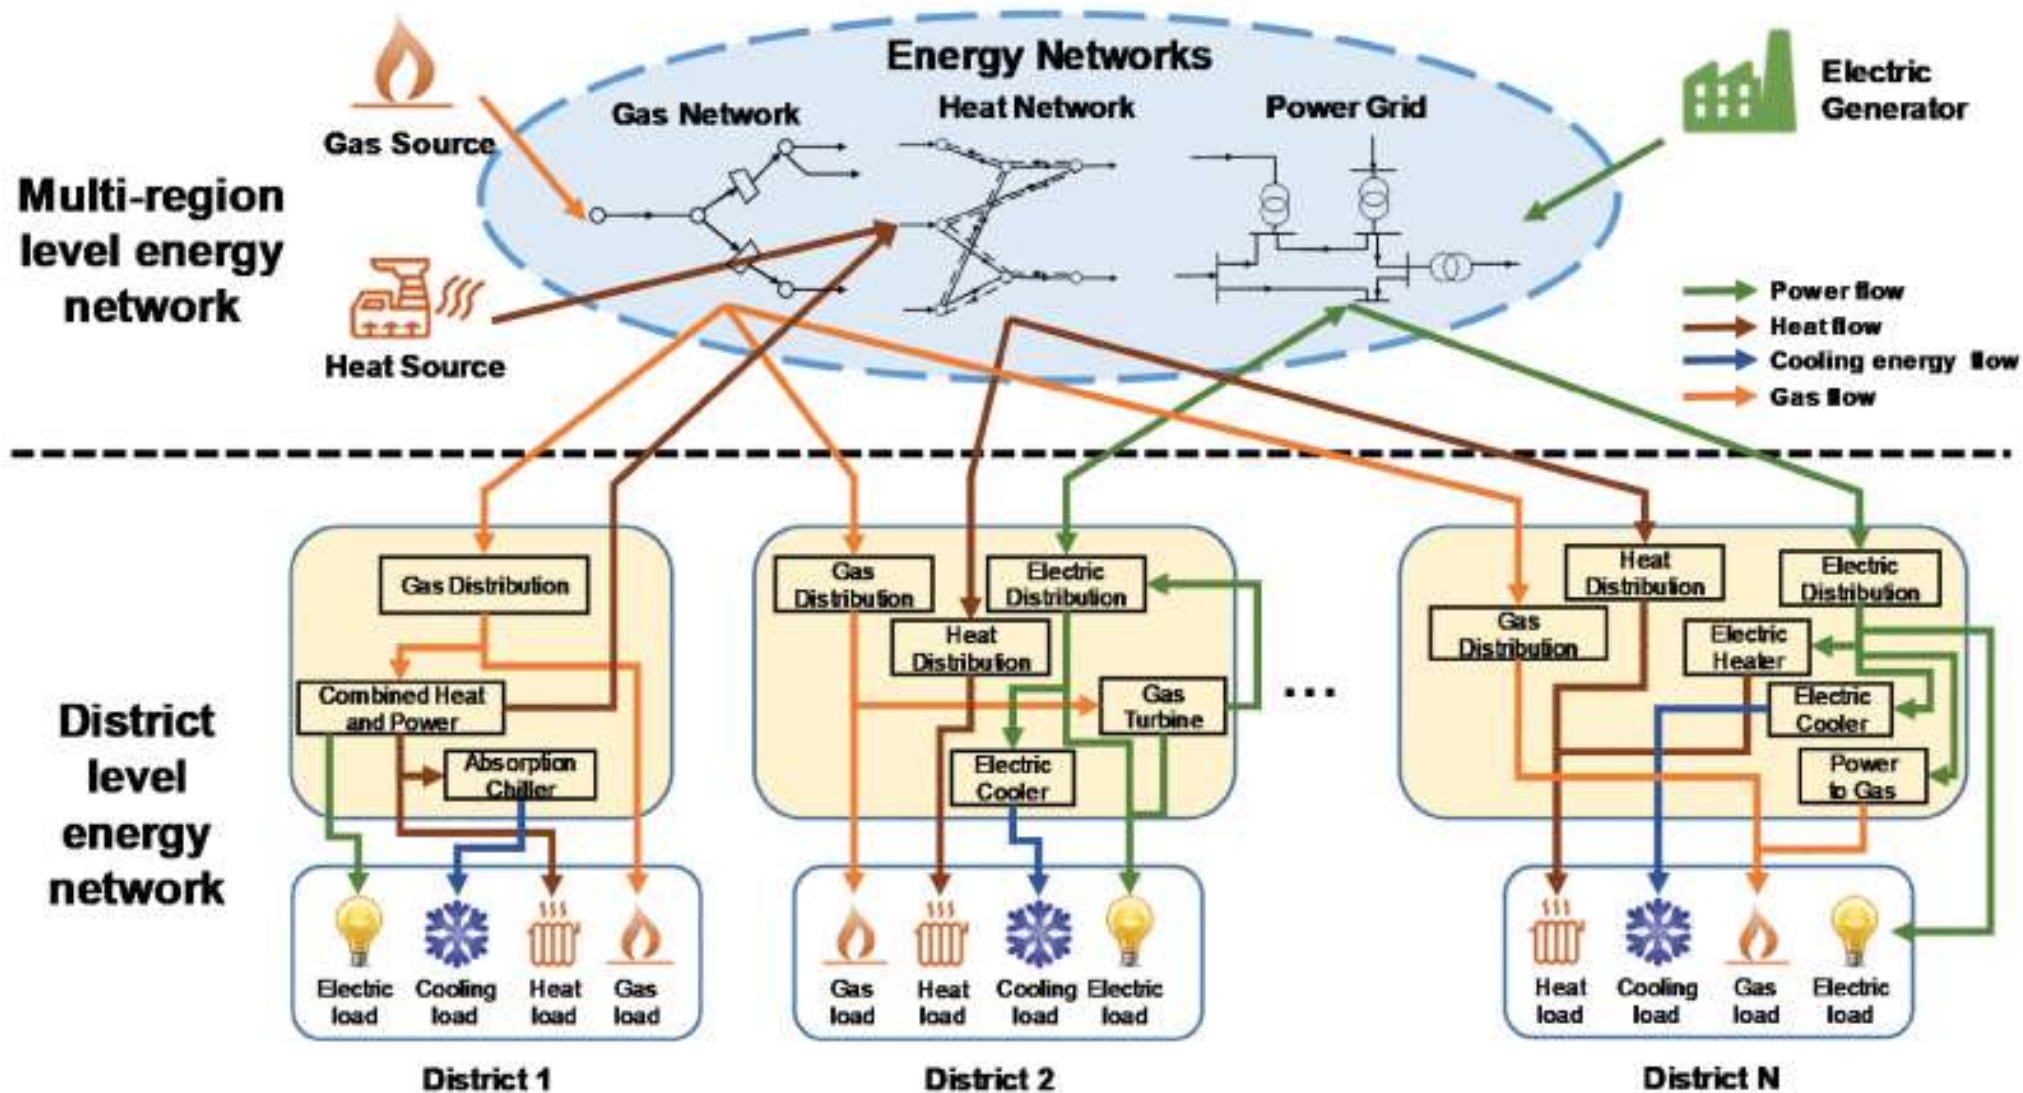 Energy Networks
Gas Network
Heat Network
Power Grid
Gas Source
Heat Source
Electric
Generator
Multi-region
level energy
network
Power flow
Heat flow
Cooling energy flow
Gas flow
District
level
energy
network
Gas Distribution
Combined Heat
and Power
Absorption
Chiller
Electric
load
Cooling
load
Heat
load
Gas
load
District 1
Gas
Distribution
Electric
Distribution
Heat
Distribution
Gas
Turbine
Electric
Cooler
Gas
load
Heat
load
Cooling
load
Electric
load
District 2
...
Heat
Distribution
Electric
Distribution
Gas
Distribution
Electric
Heater
Electric
Cooler
Power
to Gas
Heat
load
Cooling
load
Gas
load
Electric
load
District N